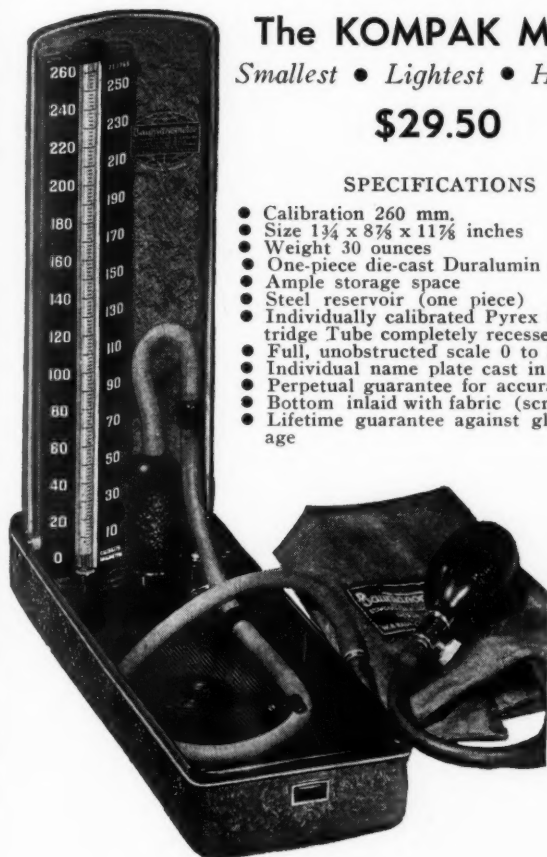 The KOMPAK M
Smallest ● Lightest ● H
$29.50
SPECIFICATIONS
● Calibration 260 mm.
● Size 1¾ x 8⅞ x 11⅞ inches
● Weight 30 ounces
● One-piece die-cast Duralumin
● Ample storage space
● Steel reservoir (one piece)
● Individually calibrated Pyrex
tridge Tube completely recesse
● Full, unobstructed scale 0 to
● Individual name plate cast in
● Perpetual guarantee for accura
● Bottom inlaid with fabric (scr
● Lifetime guarantee against gl
age
260
250
240
230
220
210
200
190
180
170
160
150
140
130
120
110
100
90
80
70
60
50
40
30
20
10
0
Baumanometer